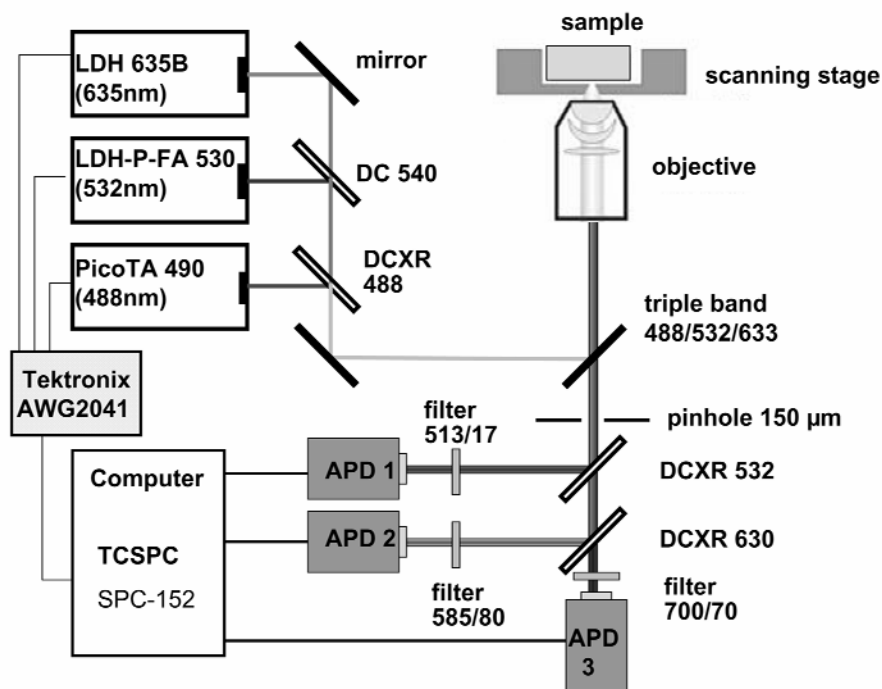 sample
LDH 635B
(635nm)
mirror
scanning stage
LDH-P-FA 530
(532nm)
DC 540
objective
PicoTA 490
(488nm)
DCXR
488
triple band
488/532/633
Tektronix
AWG2041
filter
513/17
pinhole 150 µm
Computer
APD 1
DCXR 532
TCSPC
APD 2
DCXR 630
SPC-152
filter
585/80
filter
700/70
APD
3